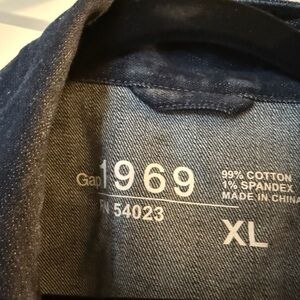 Gap 1969
RN 54023
99% COTTON
1% SPANDEX
MADE IN CHINA
XL